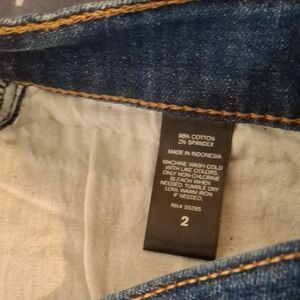 98% COTTON
2% SPANDEX
MADE IN INDONESIA
MACHINE WASH COLD
WITH LIKE COLORS.
ONLY NON-CHLORINE
BLEACH WHEN
NEEDED. TUMBLE DRY
LOW. WARM IRON
IF NEEDED.
RN# 55285
2